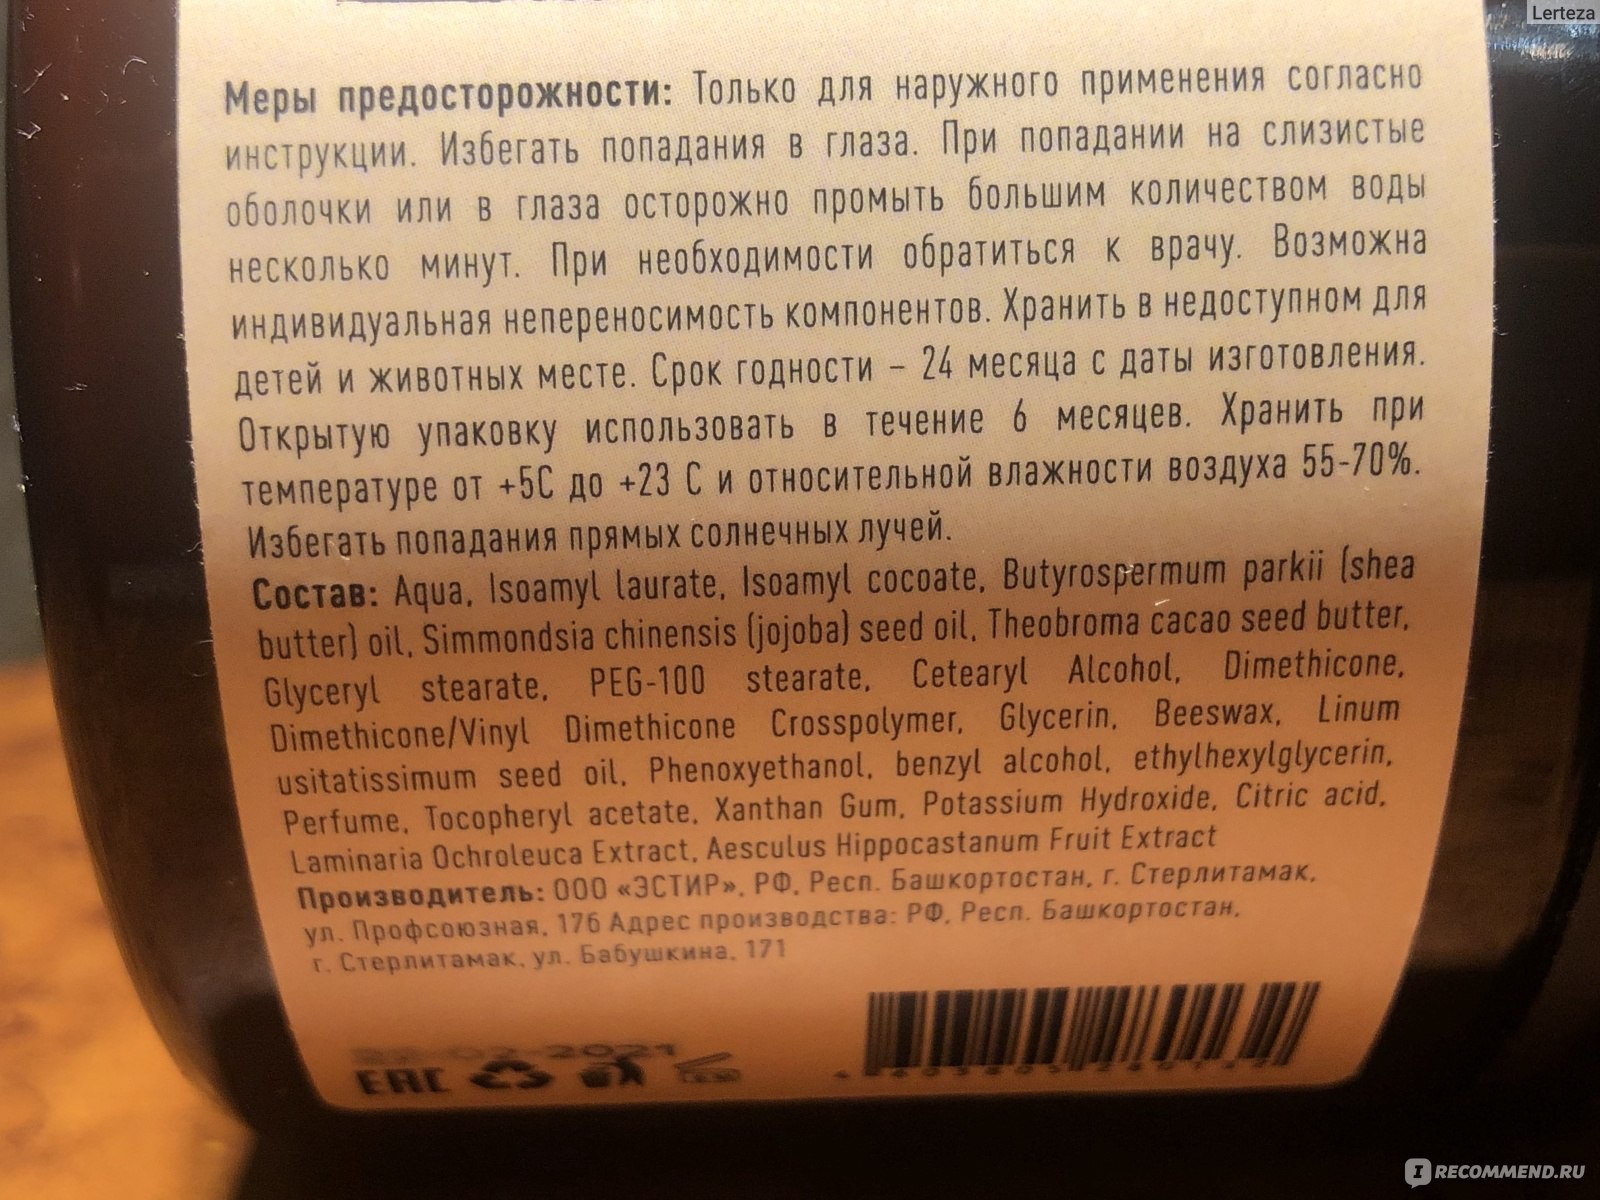 Lerteza
Меры предосторожности: Только для наружного применения согласно
инструкции. Избегать попадания в глаза. При попадании на слизистые
оболочки или в глаза осторожно промыть большим количеством воды
несколько минут. При необходимости обратиться к врачу. Возможна
индивидуальная непереносимость компонентов. Хранить в недоступном для
детей и животных месте. Срок годности – 24 месяца с даты изготовления.
Открытую упаковку использовать в течение 6 месяцев. Хранить при
температуре от +5С до +23 С и относительной влажности воздуха 55-70%.
Избегать попадания прямых солнечных лучей.
Состав: Aqua, Isoamyl laurate, Isoamyl cocoate, Butyrospermum parkii (shea
butter) oil, Simmondsia chinensis (jojoba) seed oil, Theobroma cacao seed butter,
Glyceryl stearate, PEG-100 stearate, Cetearyl Alcohol, Dimethicone,
Dimethicone/Vinyl Dimethicone Crosspolymer, Glycerin, Beeswax, Linum
usitatissimum seed oil, Phenoxyethanol, benzyl alcohol, ethylhexylglycerin,
Perfume, Tocopheryl acetate, Xanthan Gum, Potassium Hydroxide, Citric acid,
Laminaria Ochroleuca Extract, Aesculus Hippocastanum Fruit Extract
Производитель: ООО «ЭСТИР», РФ, Респ. Башкортостан, г. Стерлитамак,
ул. Профсоюзная, 17б Адрес производства: РФ, Респ. Башкортостан,
г. Стерлитамак, ул. Бабушкина, 171
EAC
IRECOMMEND.RU